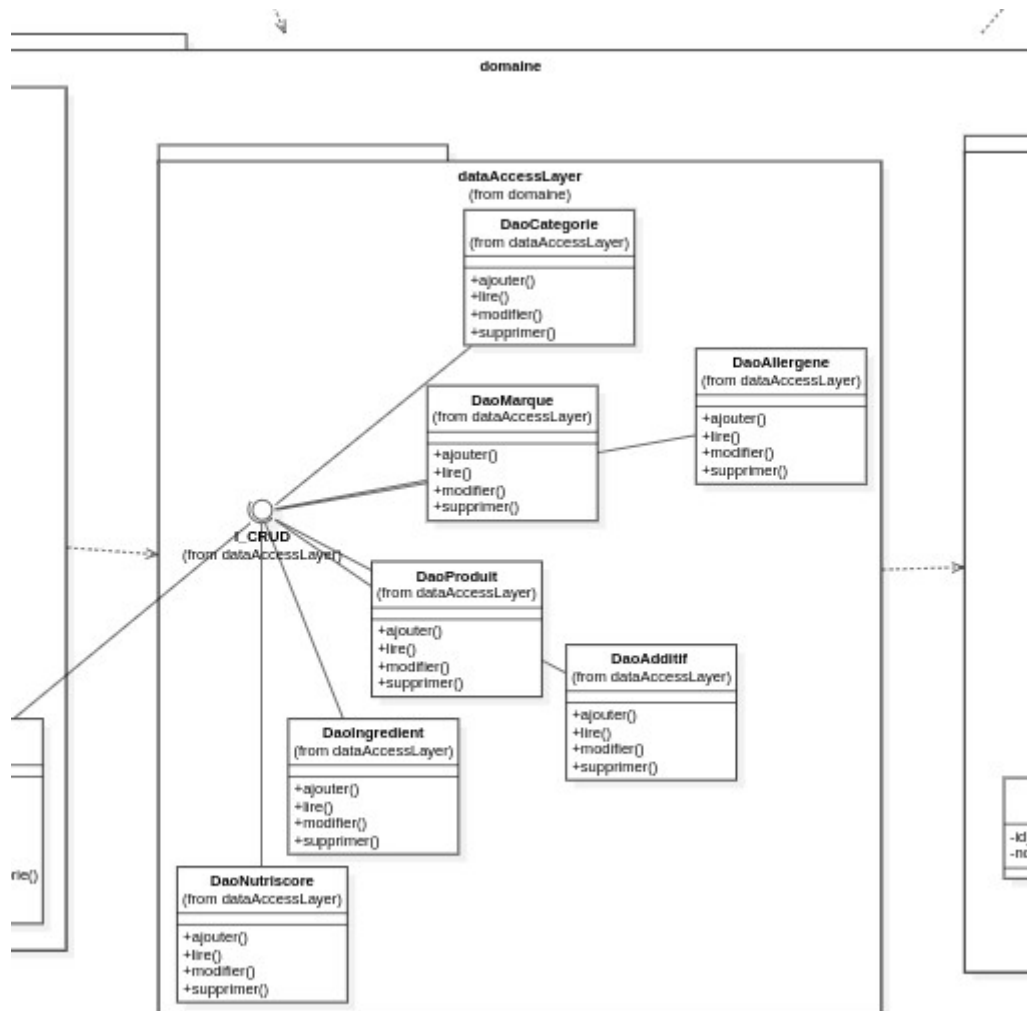 domaine
dataAccessLayer
(from domaine)
DaoCategorie
(from dataAccessLayer)
+ajouter()
+lire()
+modifier()
+supprimer()
DaoAllergene
(from dataAccessLayer)
+ajouter()
+lire()
+modifier()
+supprimer()
DaoMarque
(from dataAccessLayer)
+ajouter()
+lire()
+modifier()
+supprimer()
I_CRUD
(from dataAccessLayer)
DaoProduit
(from dataAccessLayer)
+ajouter()
+lire()
+modifier()
+supprimer()
DaoAdditif
(from dataAccessLayer)
+ajouter()
+lire()
+modifier()
+supprimer()
DaoIngredient
(from dataAccessLayer)
+ajouter()
+lire()
+modifier()
+supprimer()
rie()
DaoNutriscore
(from dataAccessLayer)
+ajouter()
+lire()
+modifier()
+supprimer()